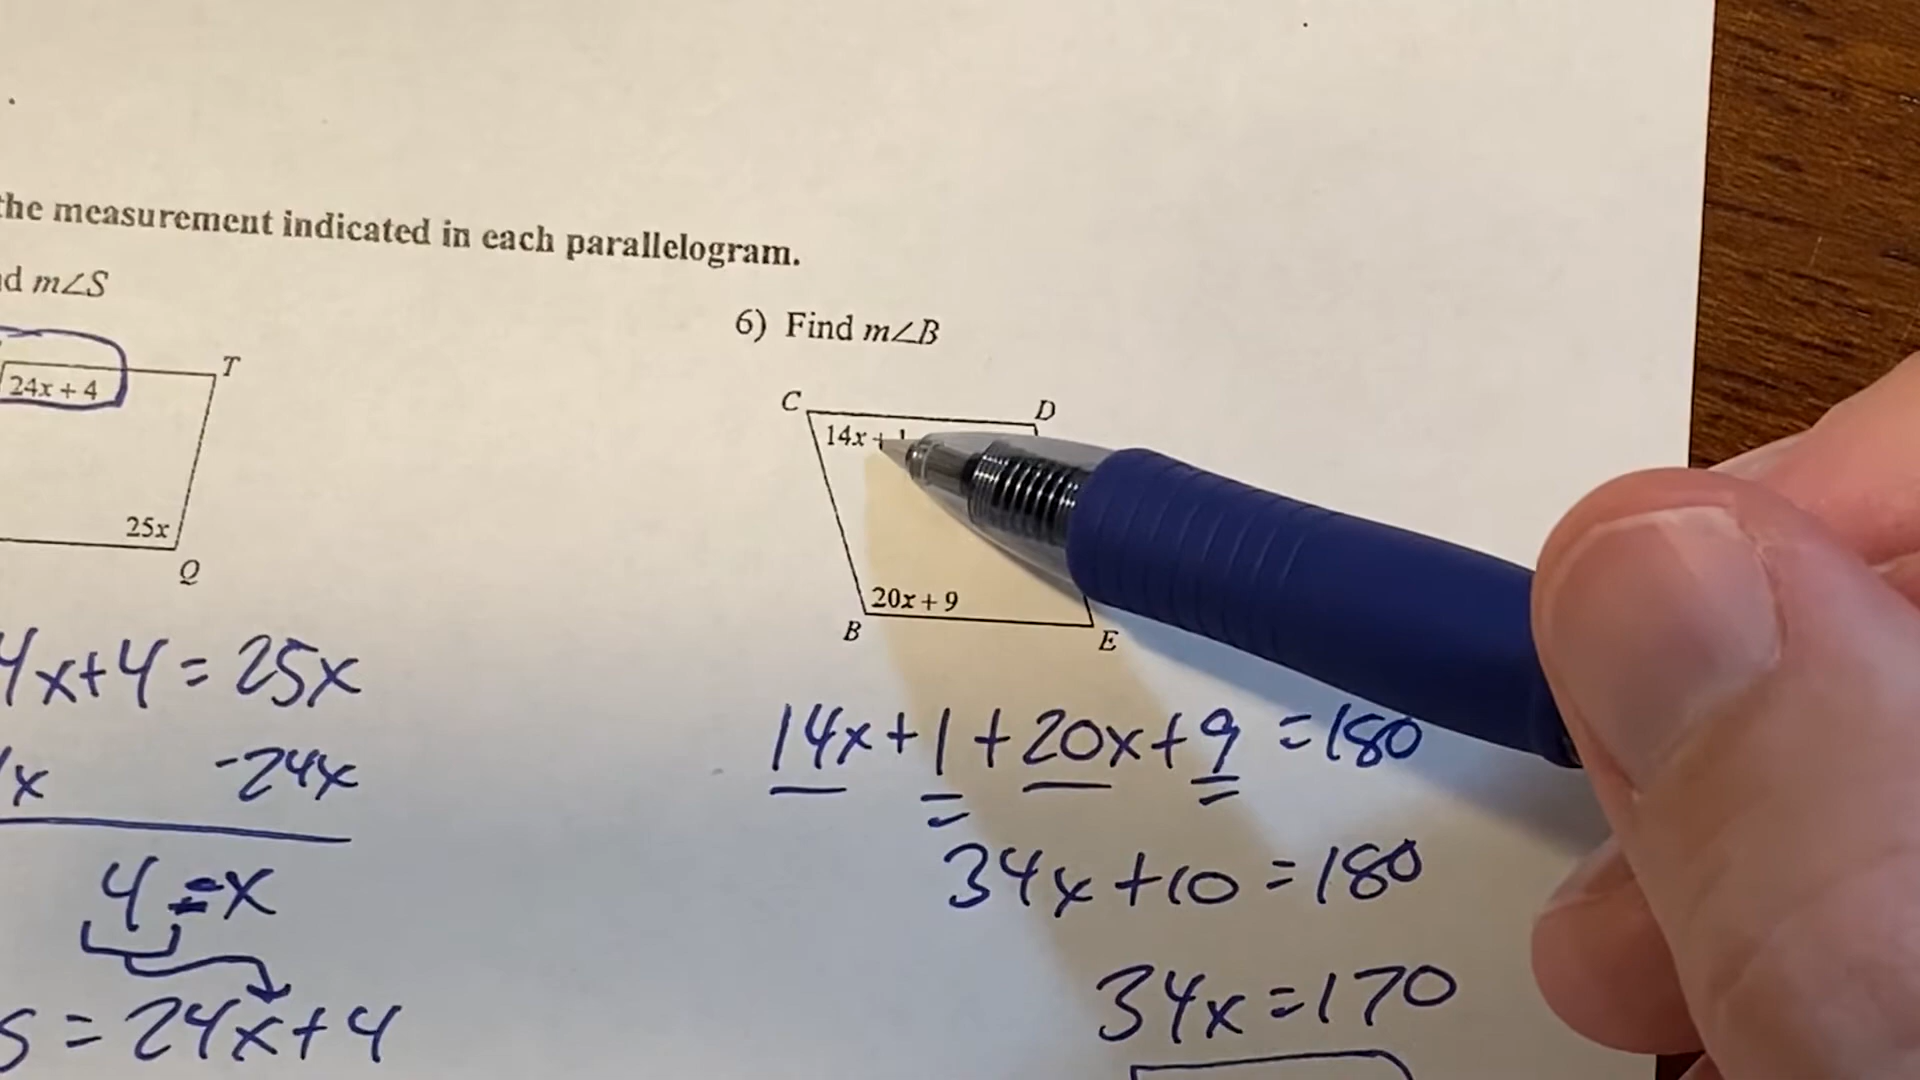 the measurement indicated in each parallelogram.
m∠S
24x + 4
T
25x
Q
4x+4=25x
x -24x
4=x
S=24x+4
6) Find m∠B
C
D
14x + 1
20x + 9
B
E
14x+1+20x+9=180
34x+10=180
34x=170